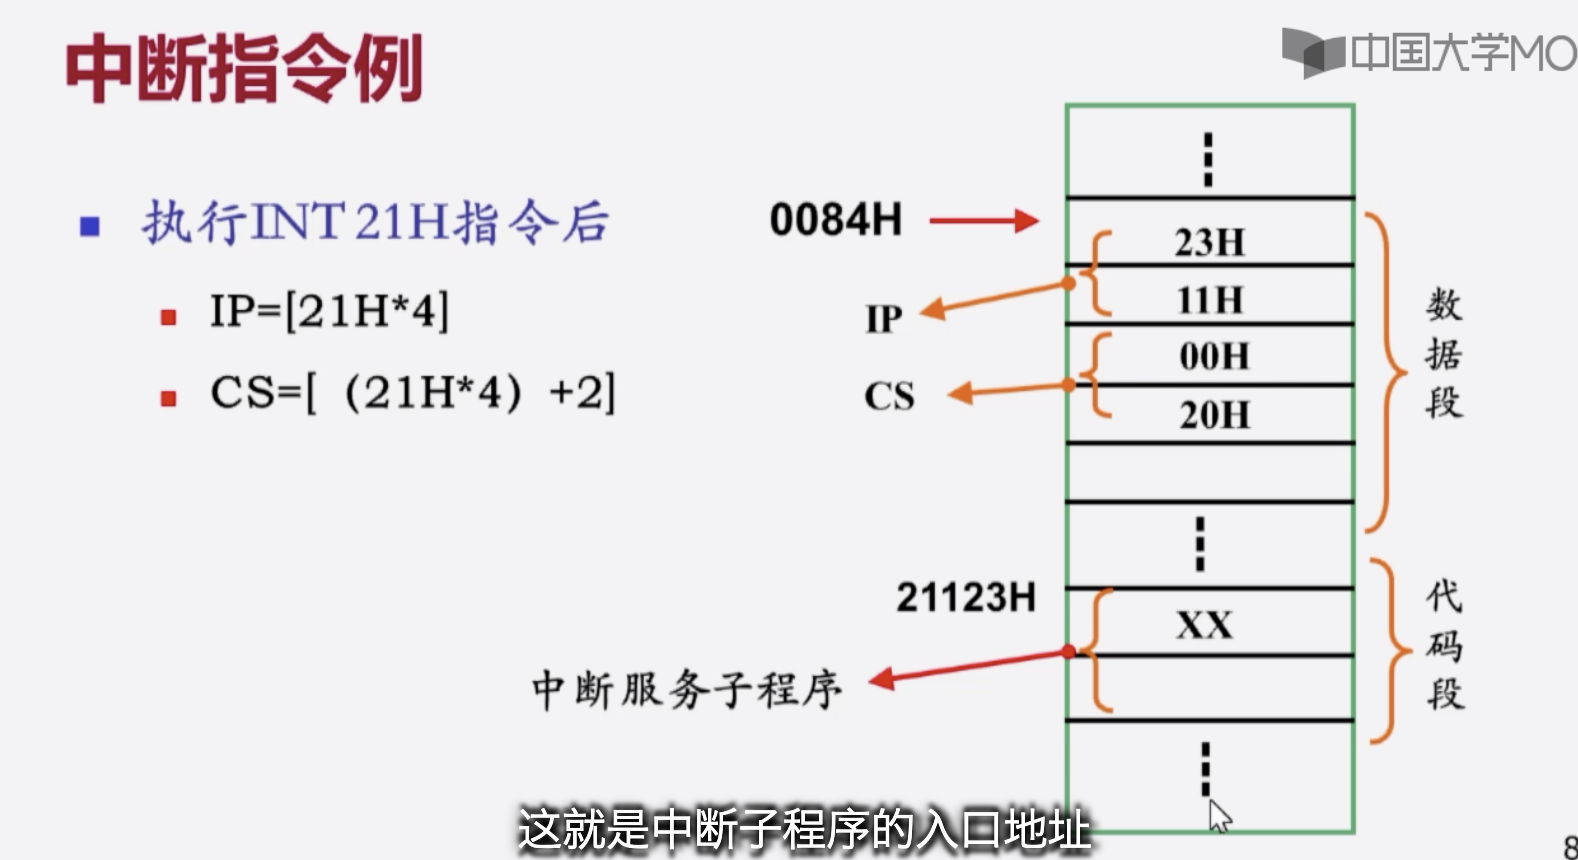 中断指令例
中国大学MO
执行INT 21H指令后
IP=[21H*4]
CS=[（21H*4）+2]
0084H
23H
11H
IP
00H
CS
20H
数据段
21123H
XX
中断服务子程序
代码段
这就是中断子程序的入口地址
8